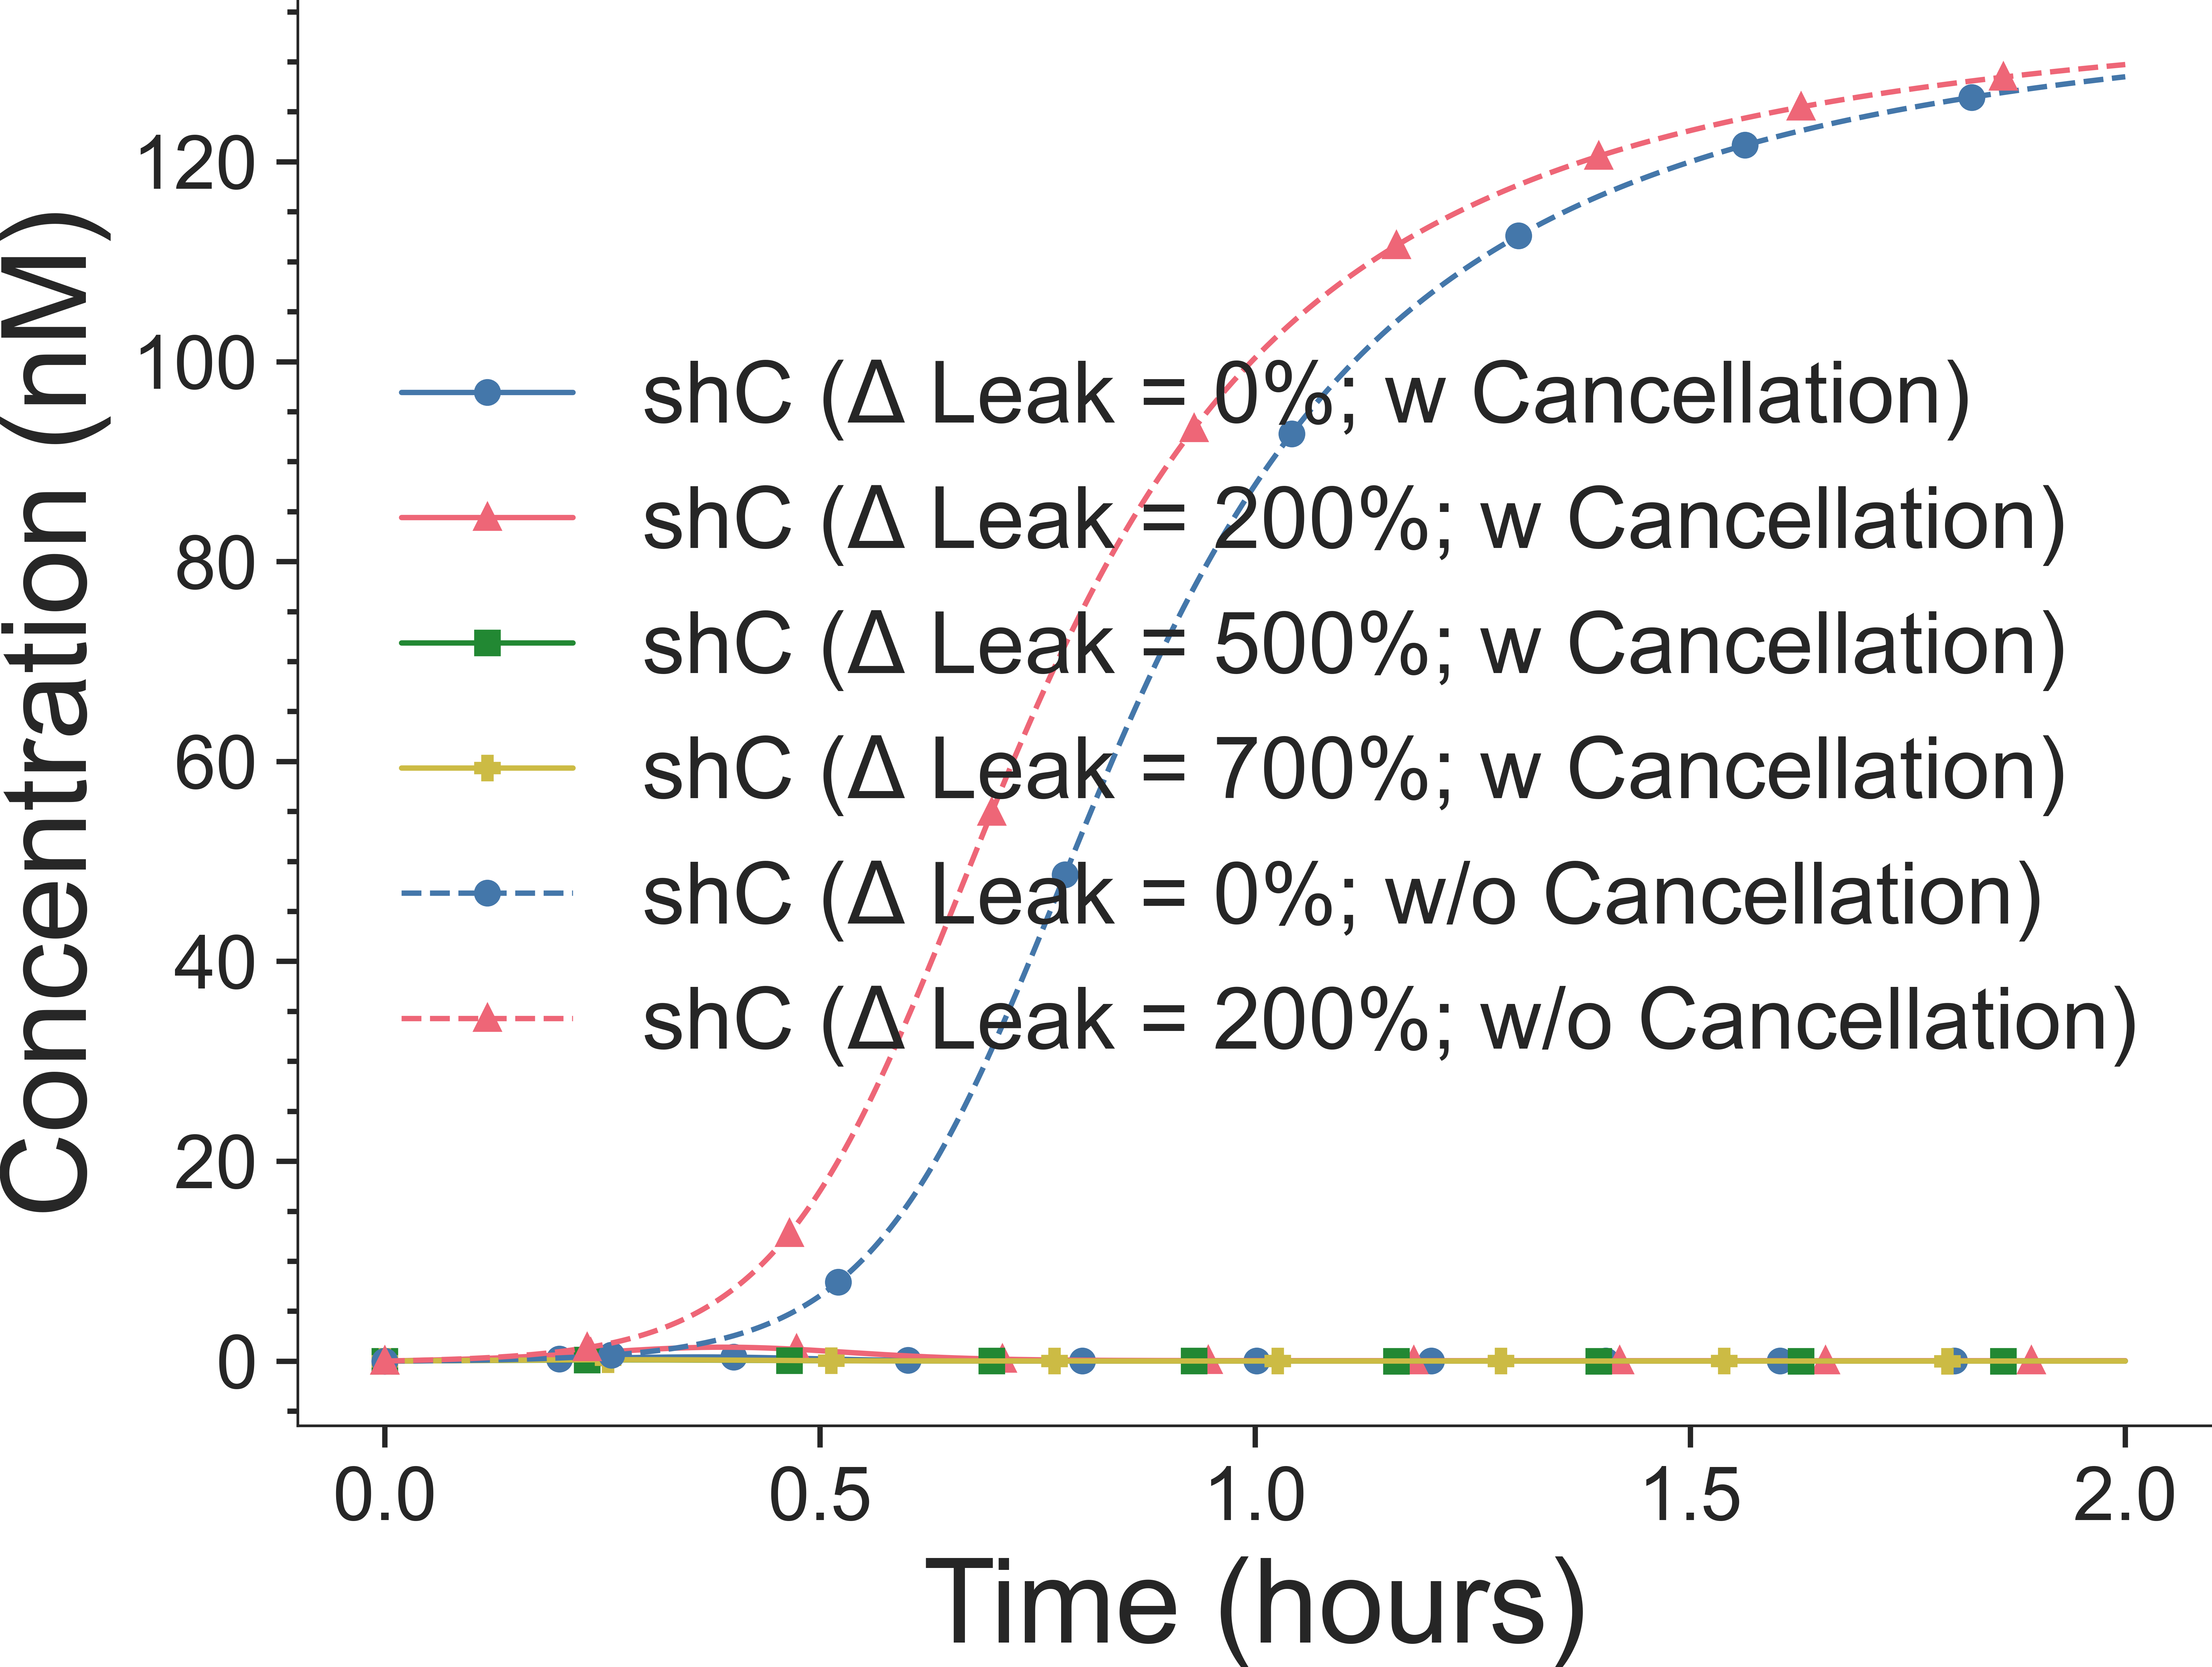 Concentration (nM)
120
100
80
60
40
20
0
shC (Δ Leak = 0%; w Cancellation)
shC (Δ Leak = 200%; w Cancellation)
shC (Δ Leak = 500%; w Cancellation)
shC (Δ Leak = 700%; w Cancellation)
shC (Δ Leak = 0%; w/o Cancellation)
shC (Δ Leak = 200%; w/o Cancellation)
0.0 0.5 1.0 1.5 2.0
Time (hours)